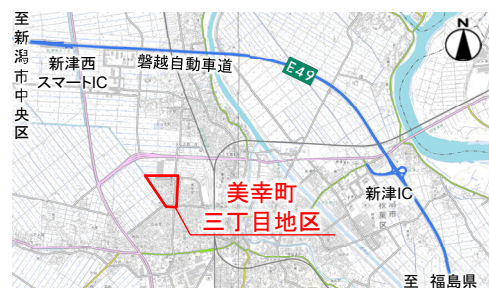 至新潟市中央区
新津西
スマートIC
磐越自動車道
E49
N
美幸町
三丁目地区
新津IC
至 福島県